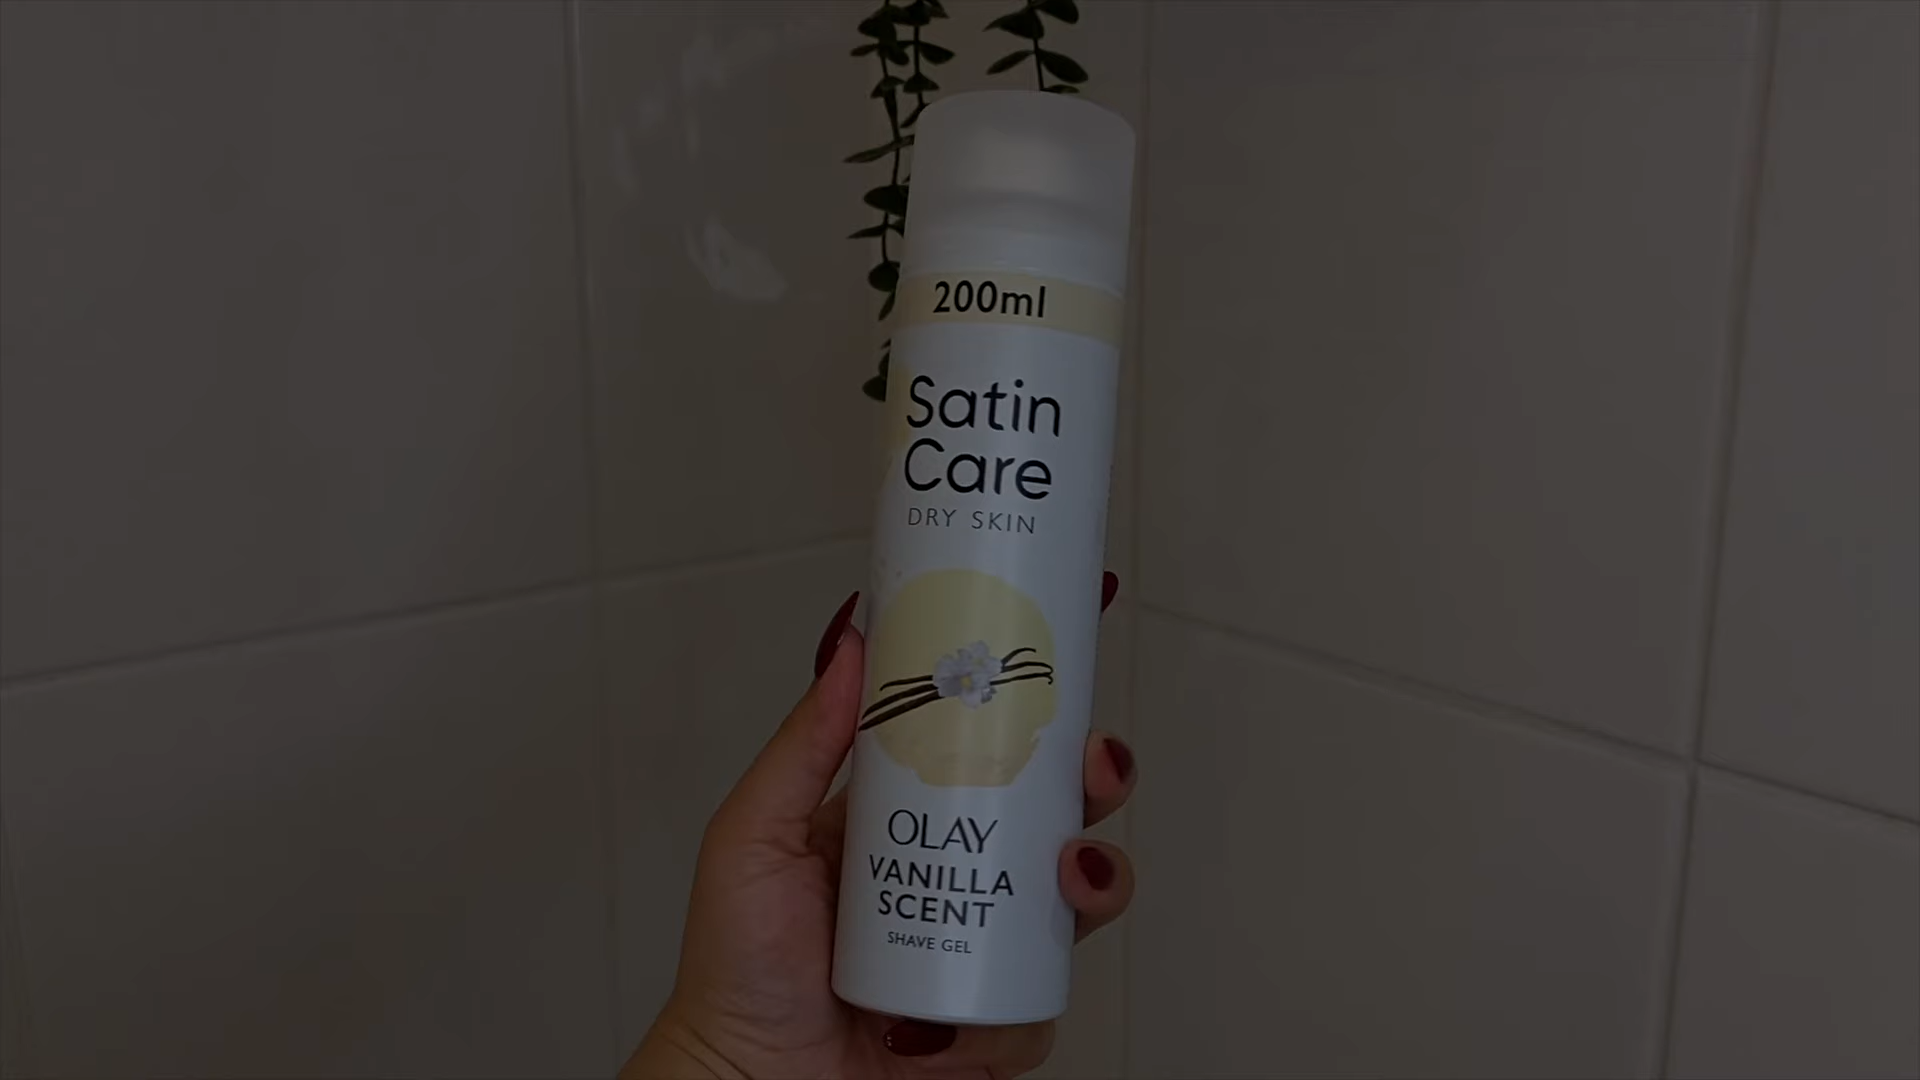 200ml
Satin
Care
DRY SKIN
OLAY
VANILLA
SCENT
SHAVE GEL